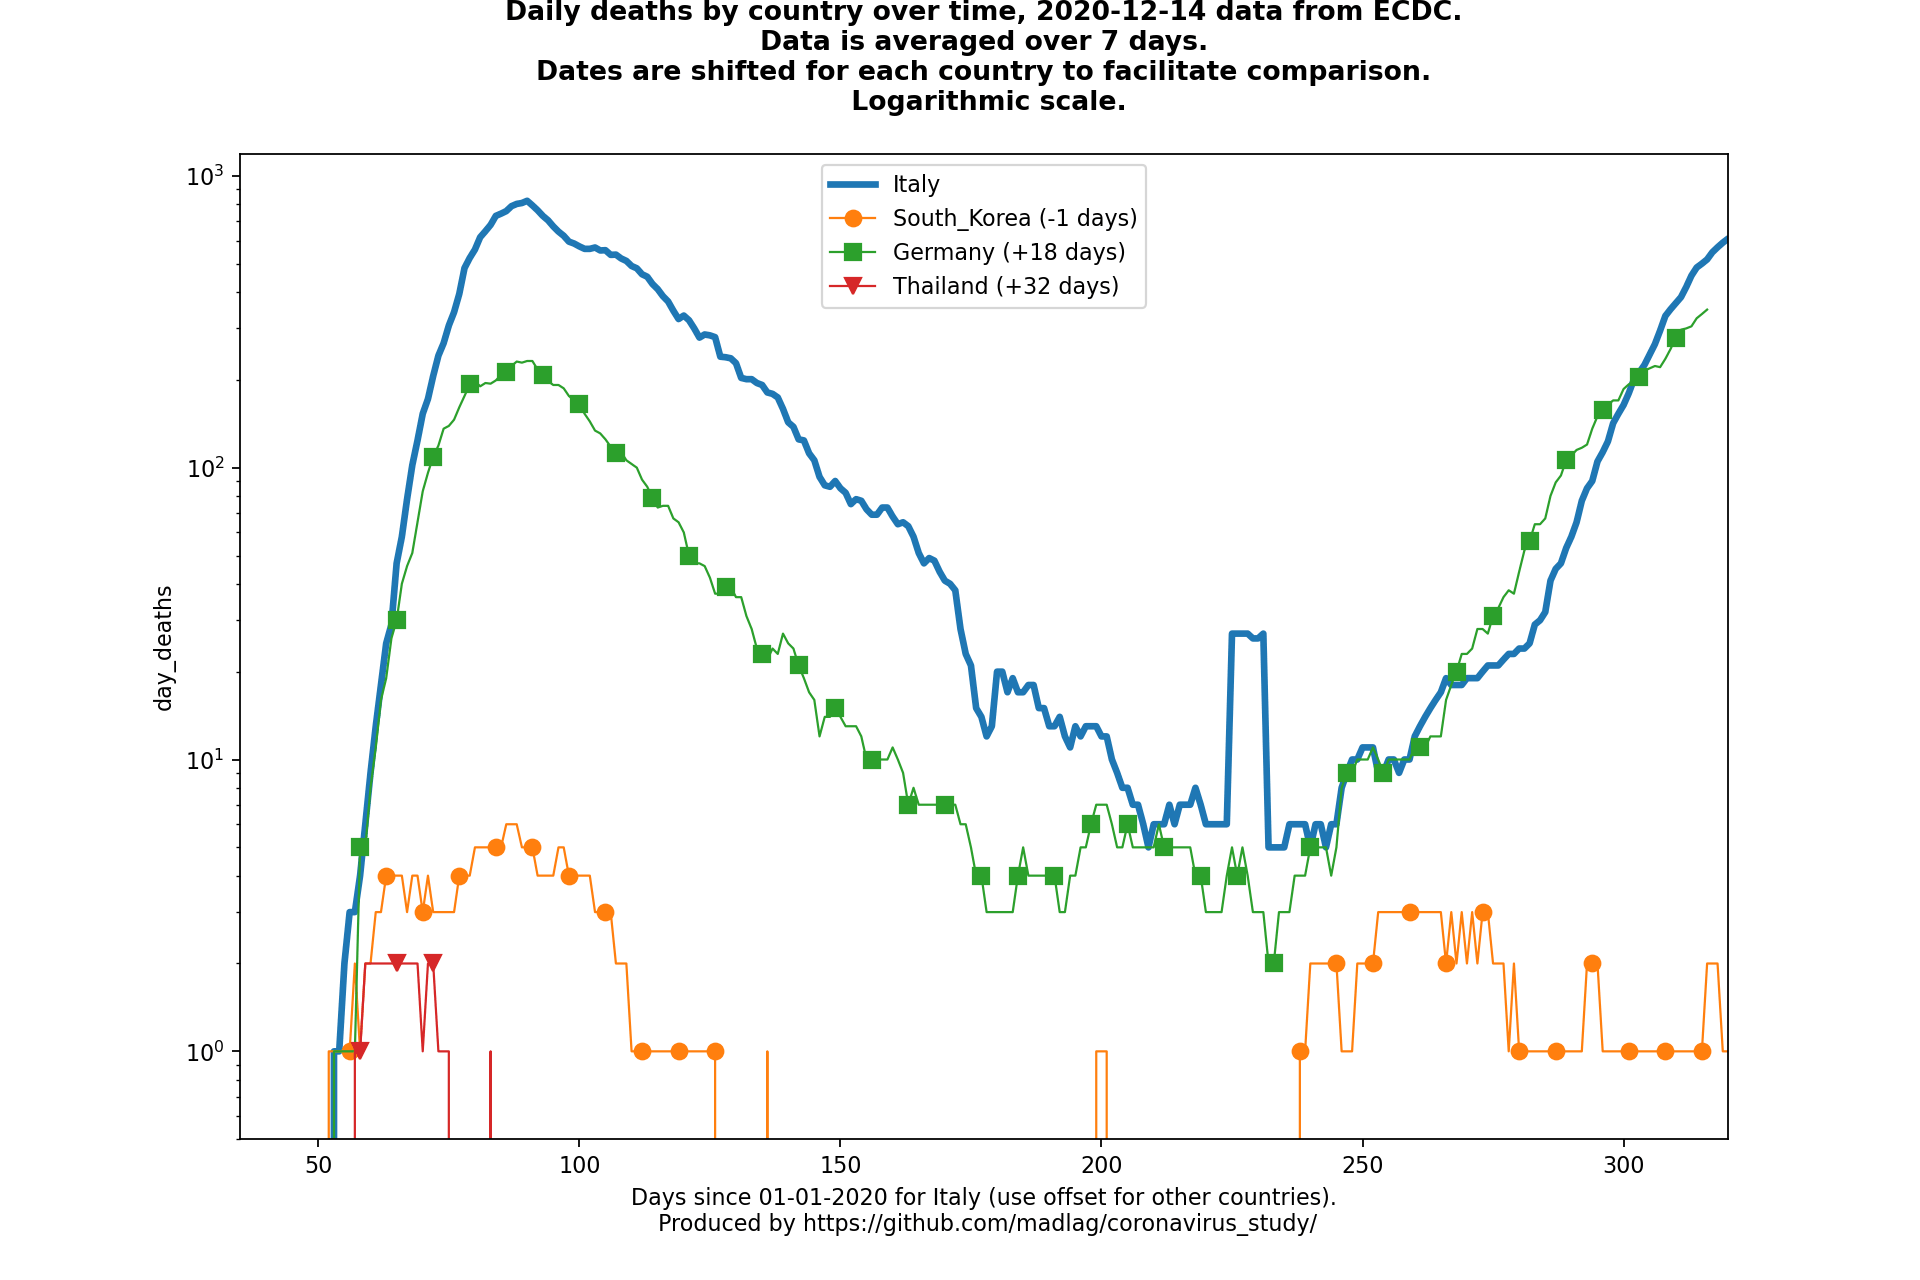 Daily deaths by country over time, 2020-12-14 data from ECDC.
Data is averaged over 7 days.
Dates are shifted for each country to facilitate comparison.
Logarithmic scale.
10³
10²
10¹
10⁰
day_deaths
Italy
South_Korea (-1 days)
Germany (+18 days)
Thailand (+32 days)
50
100
150
200
250
300
Days since 01-01-2020 for Italy (use offset for other countries).
Produced by https://github.com/madlag/coronavirus_study/